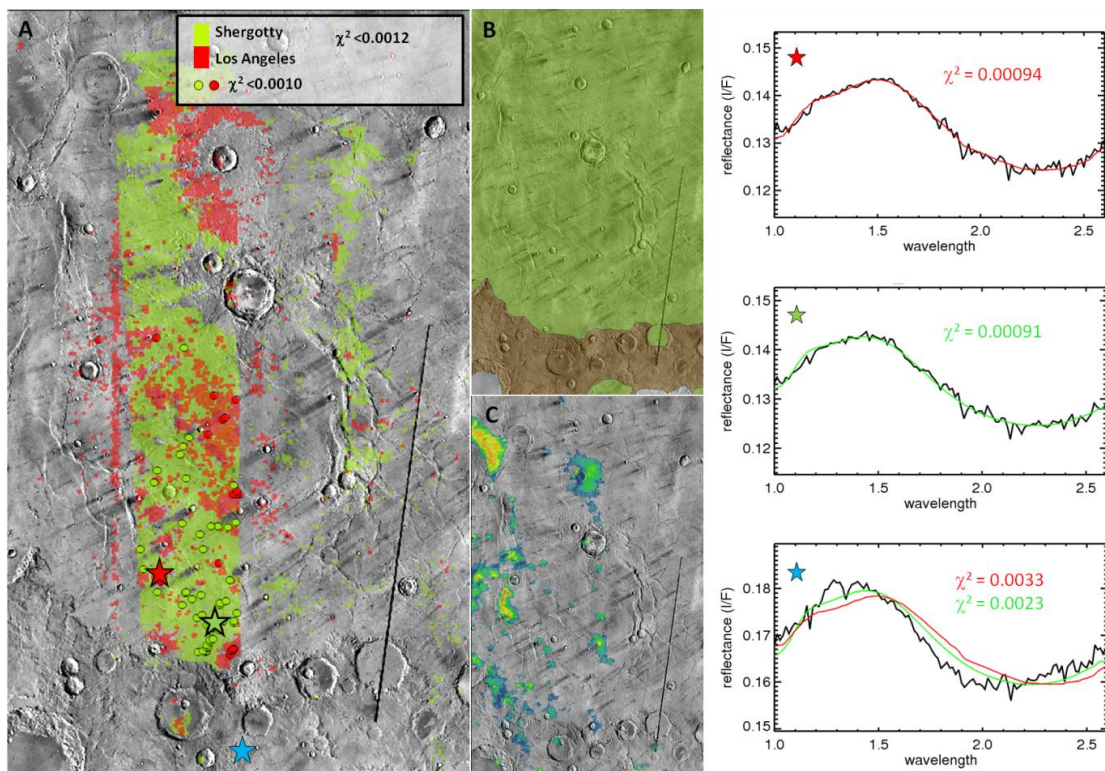 A
Shergotty
χ² <0.0012
Los Angeles
χ² <0.0010
B
C
χ² = 0.00094
reflectance (I/F)
0.15
0.14
0.13
0.12
1.0 1.5 2.0 2.5
wavelength
χ² = 0.00091
reflectance (I/F)
0.15
0.14
0.13
0.12
1.0 1.5 2.0 2.5
wavelength
χ² = 0.0033
χ² = 0.0023
reflectance (I/F)
0.18
0.17
0.16
0.15
1.0 1.5 2.0 2.5
wavelength